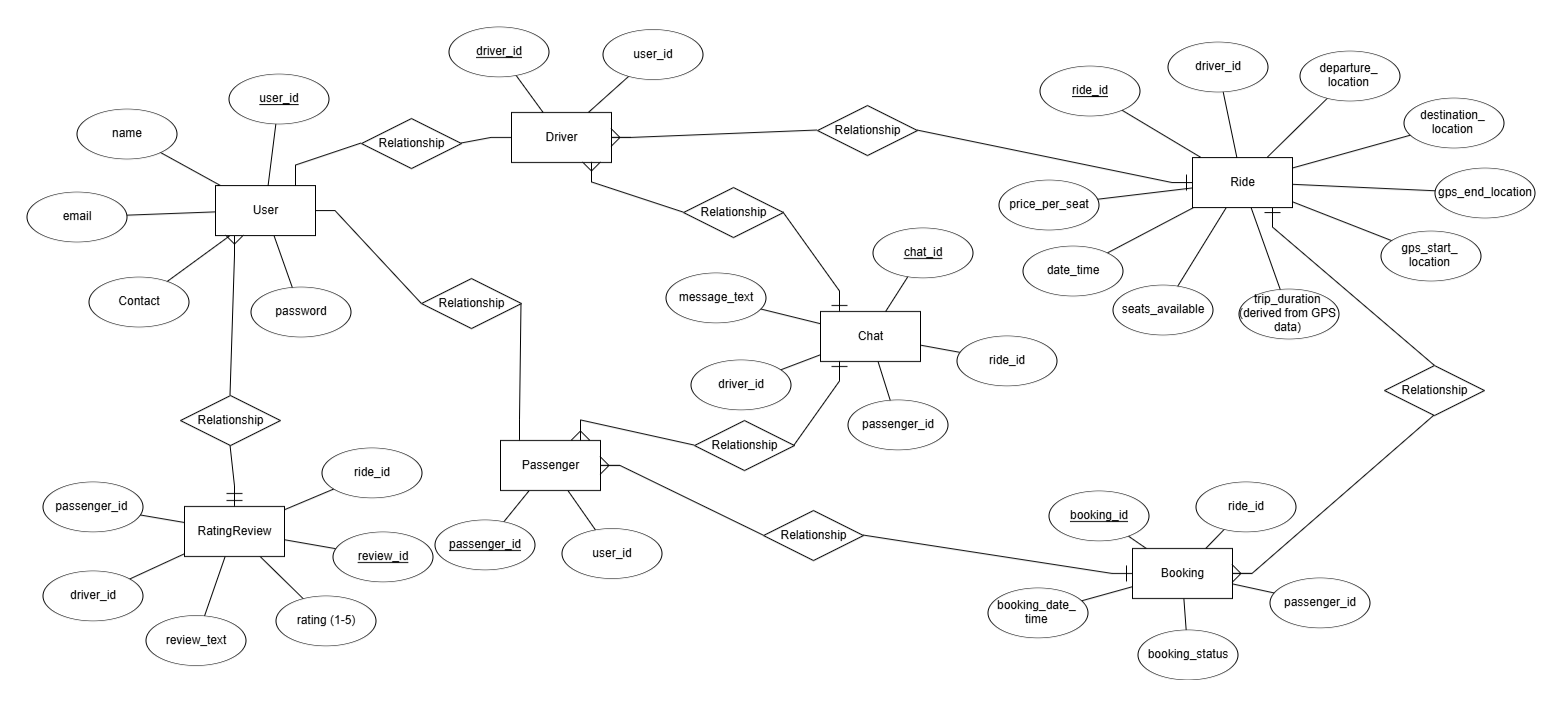 driver_id
user_id
driver_id
departure_
location
ride_id
user_id
destination_
location
name
Relationship
Driver
Relationship
Ride
gps_end_location
price_per_seat
User
email
Relationship
gps_start_
location
chat_id
date_time
Contact
password
Relationship
message_text
seats_available
trip_duration
(derived from GPS
data)
Chat
ride_id
driver_id
Relationship
Relationship
passenger_id
Relationship
Passenger
ride_id
passenger_id
RatingReview
review_id
passenger_id
user_id
Relationship
booking_id
ride_id
Booking
driver_id
rating (1-5)
review_text
booking_date_
time
passenger_id
booking_status